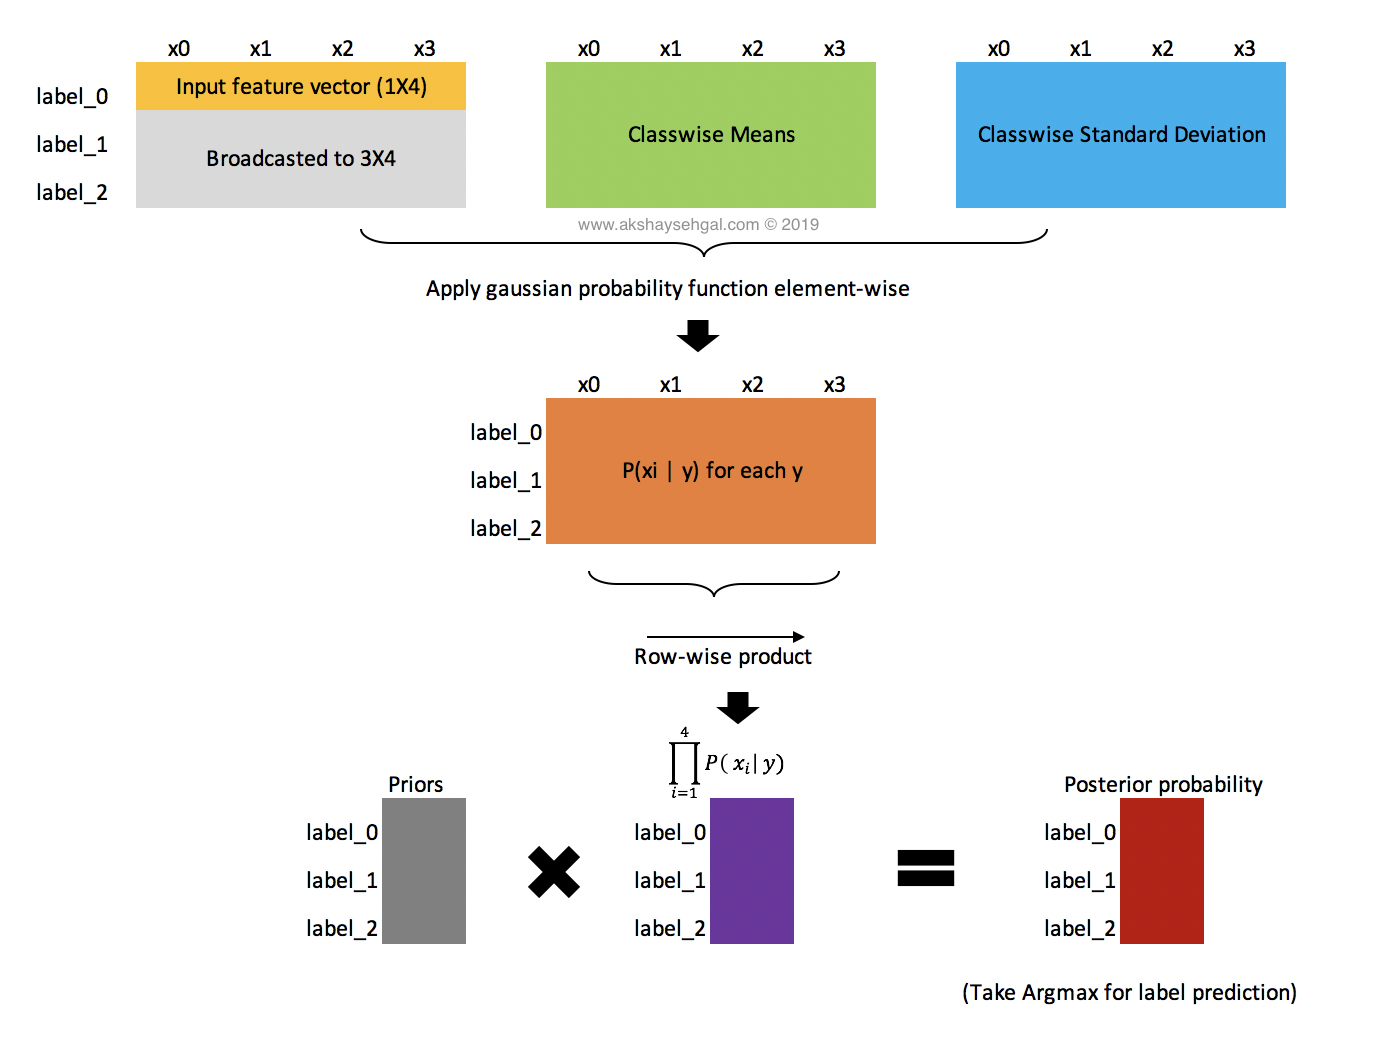 x0 x1 x2 x3 x0 x1 x2 x3 x0 x1 x2 x3
Input feature vector (1X4)
label_0
label_1
Broadcasted to 3X4
label_2
Classwise Means
Classwise Standard Deviation
www.akshaysehgal.com © 2019
Apply gaussian probability function element-wise
x0 x1 x2 x3
label_0
label_1
label_2
P(xi | y) for each y
Row-wise product
4
∏ P( xᵢ| y)
i=1
Priors
label_0
label_1
label_2
label_0
label_1
label_2
Posterior probability
label_0
label_1
label_2
(Take Argmax for label prediction)